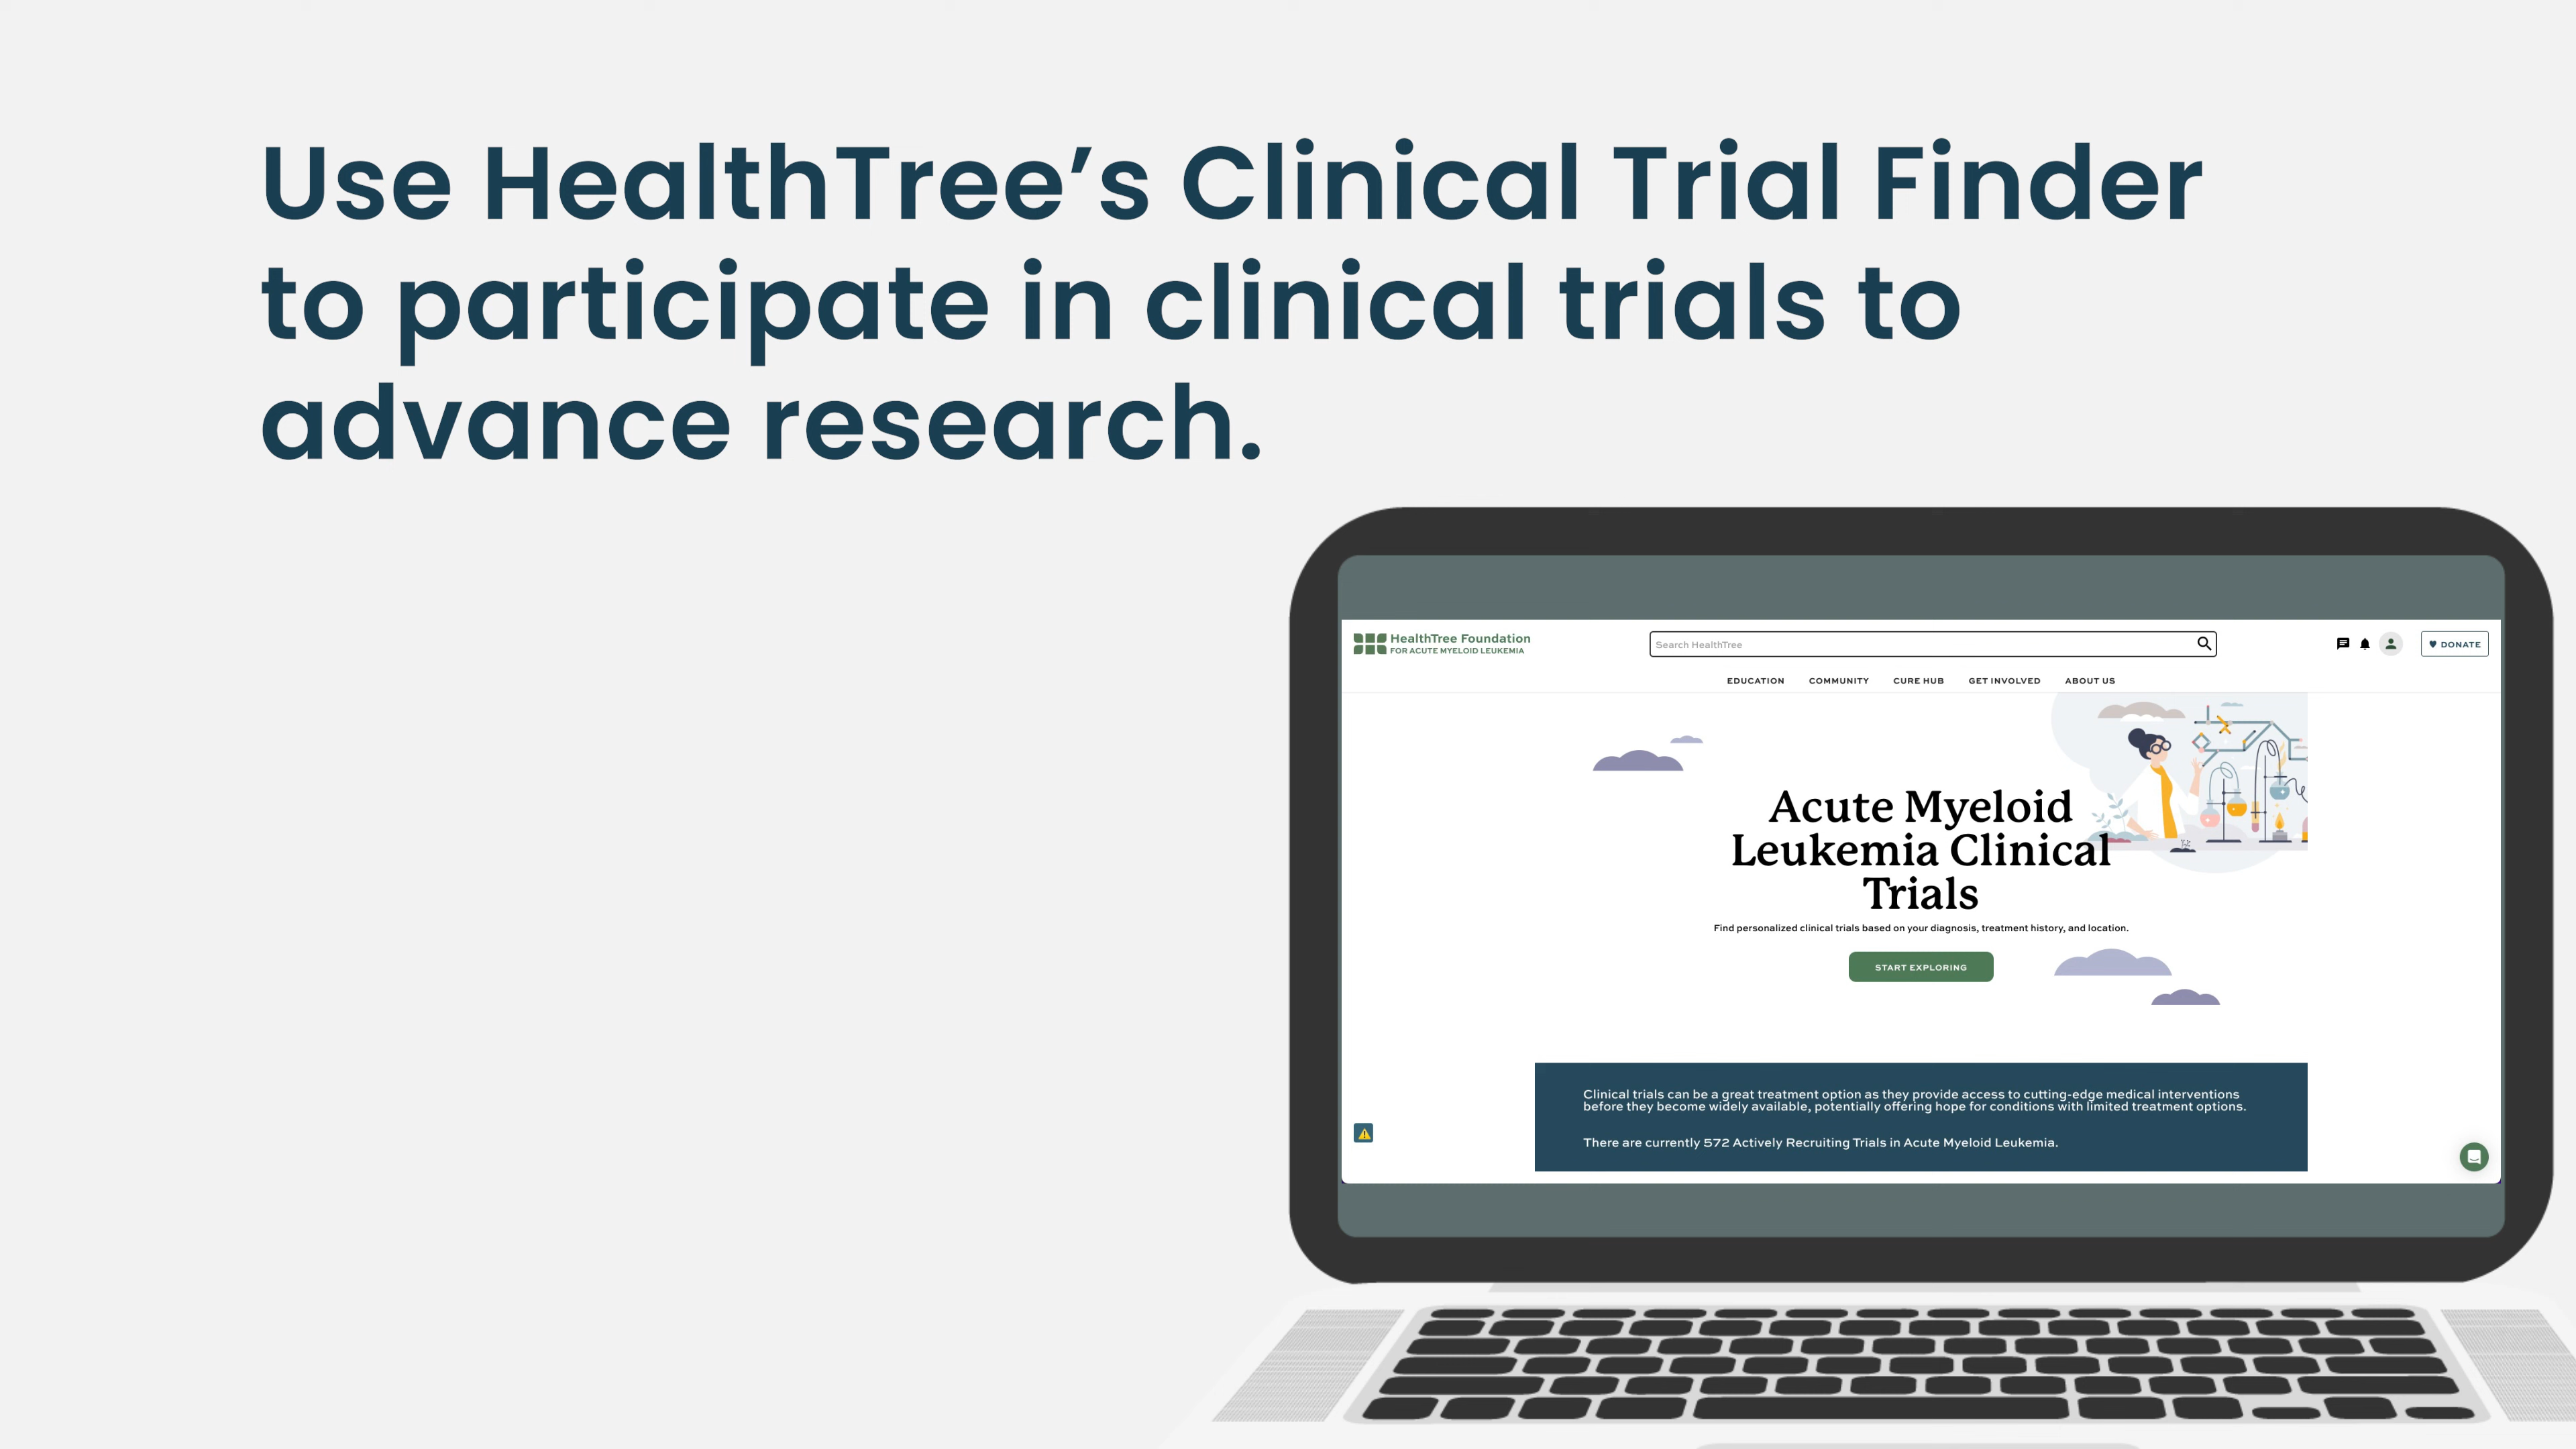 Use HealthTree’s Clinical Trial Finder
to participate in clinical trials to
advance research.
HealthTree Foundation
FOR ACUTE MYELOID LEUKEMIA
Search HealthTree
DONATE
EDUCATION COMMUNITY CURE HUB GET INVOLVED ABOUT US
Acute Myeloid
Leukemia Clinical
Trials
Find personalized clinical trials based on your diagnosis, treatment history, and location.
START EXPLORING
Clinical trials can be a great treatment option as they provide access to cutting-edge medical interventions
before they become widely available, potentially offering hope for conditions with limited treatment options.
There are currently 572 Actively Recruiting Trials in Acute Myeloid Leukemia.